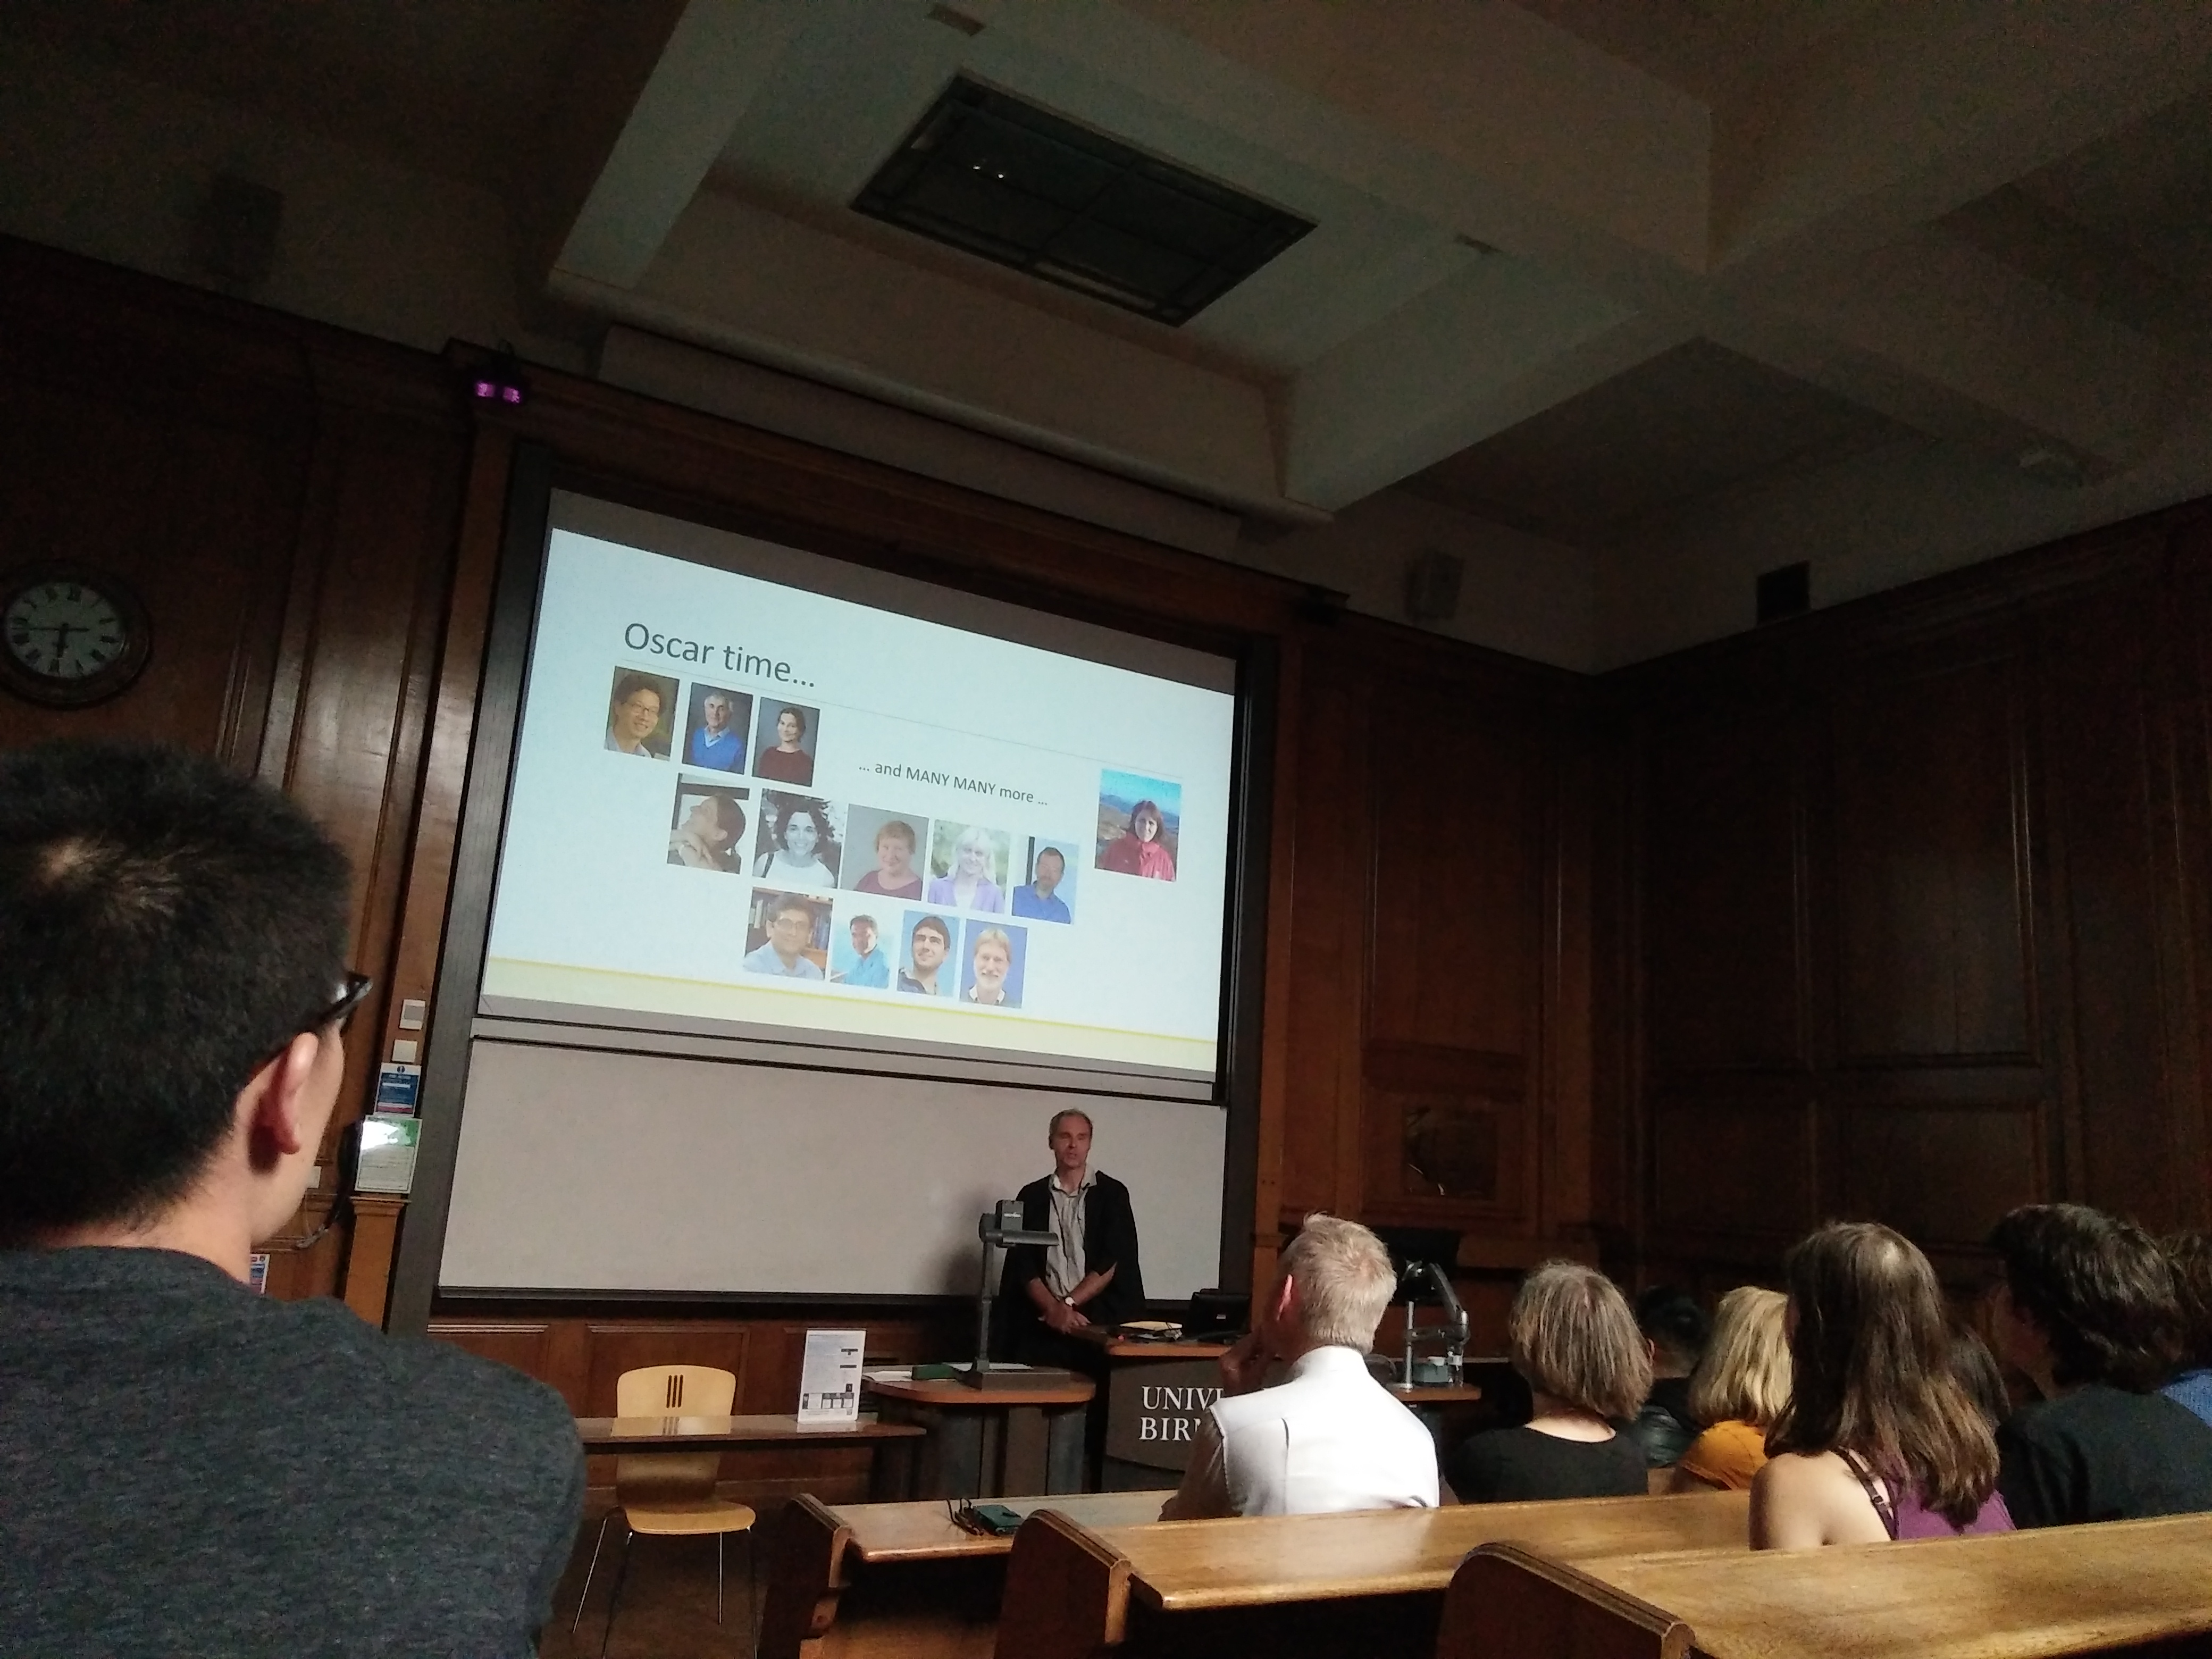 Oscar time...
... and MANY MANY more ...
UNIV
BIR